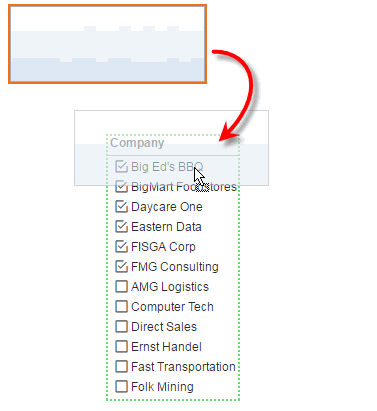 Company
Big Ed's BBQ
BigMart Foodstores
Daycare One
Eastern Data
FISGA Corp
FMG Consulting
AMG Logistics
Computer Tech
Direct Sales
Ernst Handel
Fast Transportation
Folk Mining